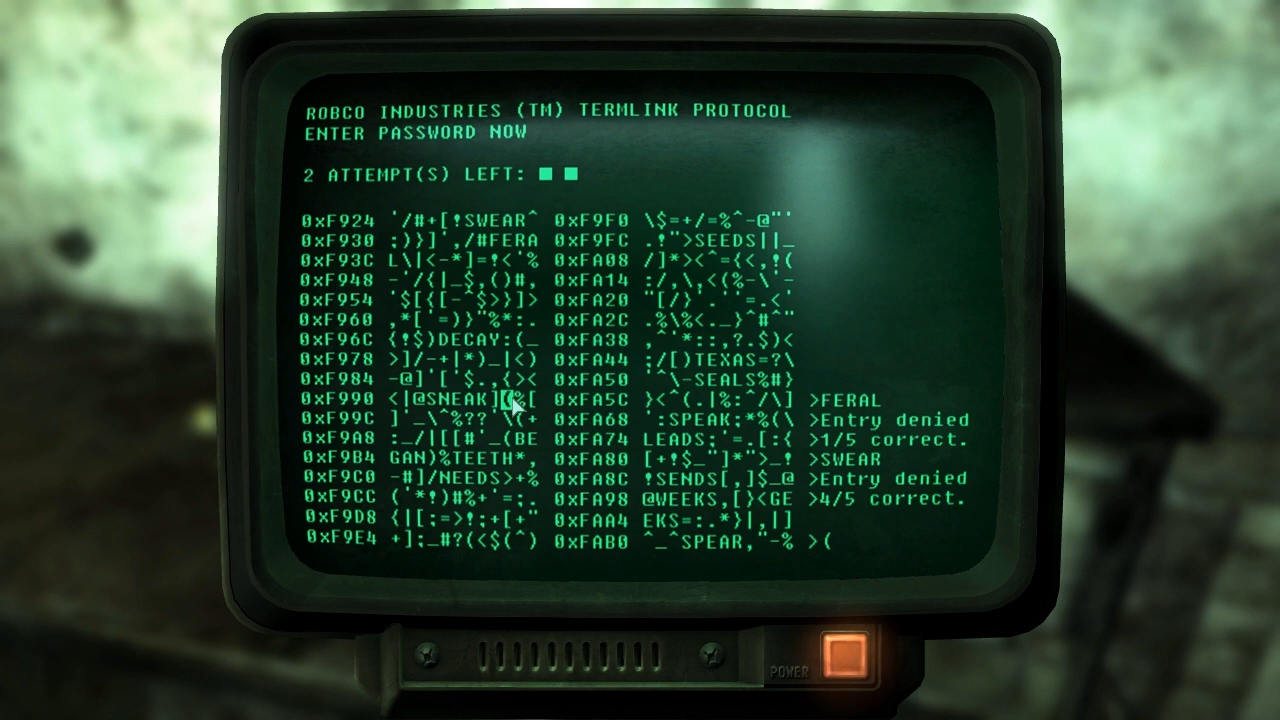 ROBCO INDUSTRIES (TM) TERMLINK PROTOCOL
ENTER PASSWORD NOW
2 ATTEMPT(S) LEFT: ■ ■
0xF924 '/#+[!SWEAR^ 0xF9F0 \$=+/=%^-@"'
0xF930 ;)}]',/#FERA 0xF9FC .!">SEEDS||_
0xF93C L\|<-*]=!<'% 0xFA08 /]*><^={<,!(
0xF948 -'/{|_$,()#, 0xFA14 :/,\,<(%-\'-
0xF954 '$[{[-^$>}]> 0xFA20 "[/}'.''=.<'
0xF960 ,*['=)}"%*:. 0xFA2C .%\%<._}^#^"
0xF96C {!$)DECAY:(_ 0xFA38 ,^'*::,?.$)<
0xF978 >]/-+|*)_|<) 0xFA44 :/[)TEXAS=?\
0xF984 -@]'['$.,{>< 0xFA50 '^\-SEALS%#}
0xF990 <|@SNEAK](%[ 0xFA5C }<^(.|%:^/\] >FERAL
0xF99C ]'_\^%??'\(+ 0xFA68 ':SPEAK;*%(\ >Entry denied
0xF9A8 :_/|[[#'_(BE 0xFA74 LEADS;'=.[:{ >1/5 correct.
0xF9B4 GAN)%TEETH*, 0xFA80 [+!$_"]*">_! >SWEAR
0xF9C0 -#]/NEEDS>+% 0xFA8C !SENDS[,]$_@ >Entry denied
0xF9CC ('*!)#%+'=;. 0xFA98 @WEEKS,[}<GE >4/5 correct.
0xF9D8 {|[;=>!;+[+" 0xFAA4 EKS=:.*}|,|]
0xF9E4 +];_#?(<$(^) 0xFAB0 ^_^SPEAR,"-% >(
POWER